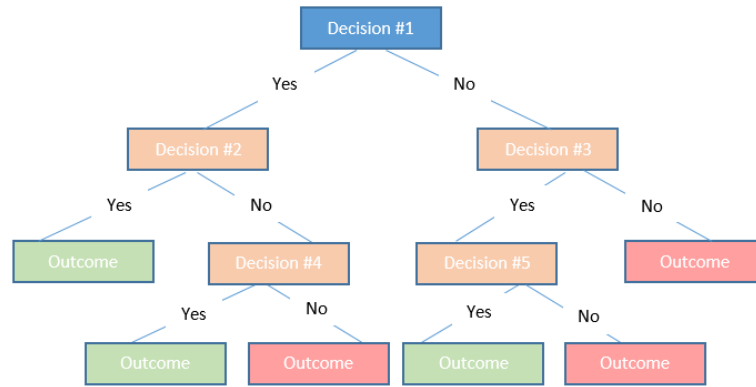 Decision #1
Yes
No
Decision #2
Decision #3
Yes
No
Yes
No
Outcome
Decision #4
Decision #5
Outcome
Yes
No
Yes
No
Outcome
Outcome
Outcome
Outcome